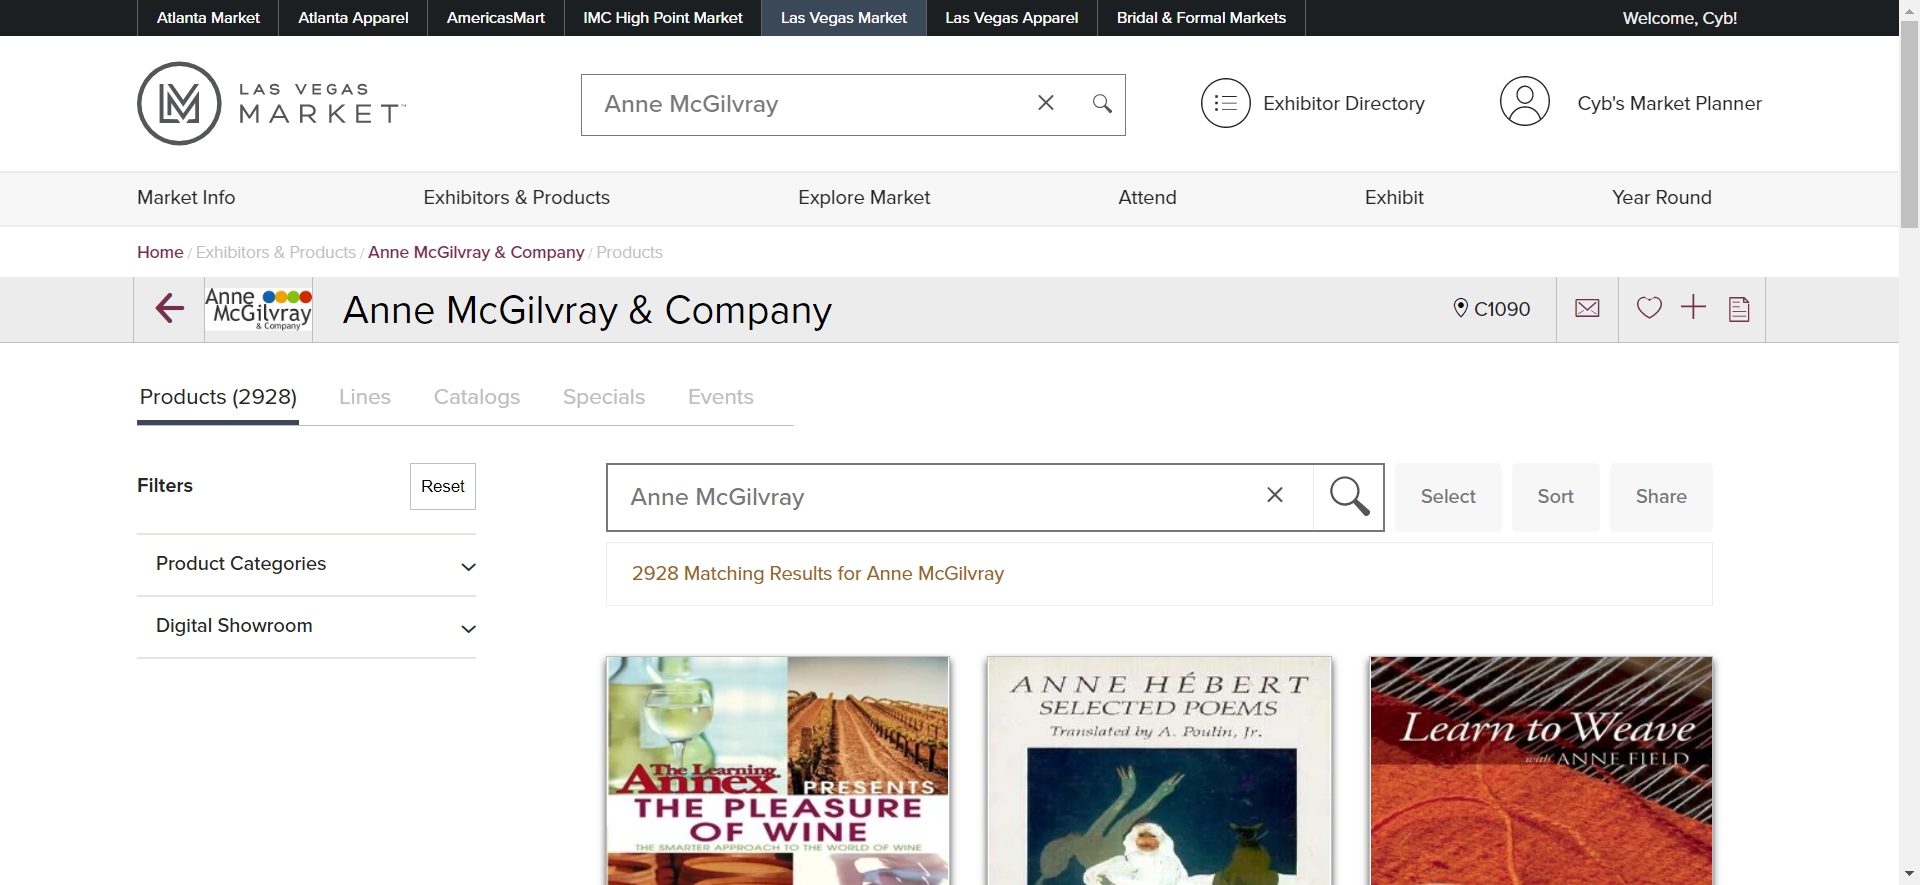 Atlanta Market
Atlanta Apparel
AmericasMart
IMC High Point Market
Las Vegas Market
Las Vegas Apparel
Bridal & Formal Markets
Welcome, Cyb!
LAS VEGAS
MARKET
Anne McGilvray
Exhibitor Directory
Cyb's Market Planner
Market Info
Exhibitors & Products
Explore Market
Attend
Exhibit
Year Round
Home / Exhibitors & Products / Anne McGilvray & Company / Products
Anne
McGilvray
& Company
Anne McGilvray & Company
C1090
Products (2928)
Lines
Catalogs
Specials
Events
Filters
Reset
Product Categories
Digital Showroom
Anne McGilvray
Select
Sort
Share
2928 Matching Results for Anne McGilvray
The Learning
Annex
PRESENTS
THE PLEASURE
OF WINE
THE SMARTER APPROACH TO THE WORLD OF WINE
ANNE HÉBERT
SELECTED POEMS
Translated by A. Poulin, Jr.
Learn to Weave
with ANNE FIELD